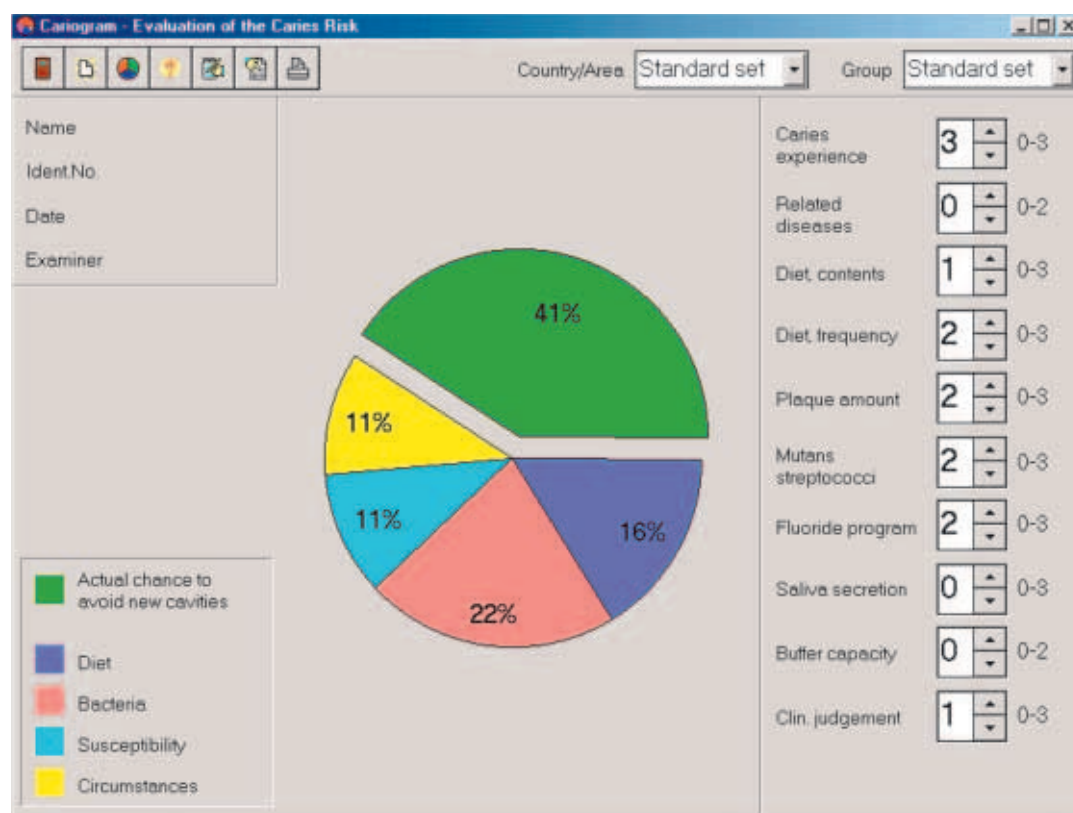 Cariogram - Evaluation of the Caries Risk
Country/Area Standard set Group Standard set
Name
Ident.No.
Date
Examiner
41%
11%
11%
22%
16%
Actual chance to
avoid new cavities
Diet
Bacteria
Susceptibility
Circumstances
Caries
experience 3 0-3
Related
diseases 0 0-2
Diet, contents 1 0-3
Diet, frequency 2 0-3
Plaque amount 2 0-3
Mutans
streptococci 2 0-3
Fluoride program 2 0-3
Saliva secretion 0 0-3
Buffer capacity 0 0-2
Clin. judgement 1 0-3